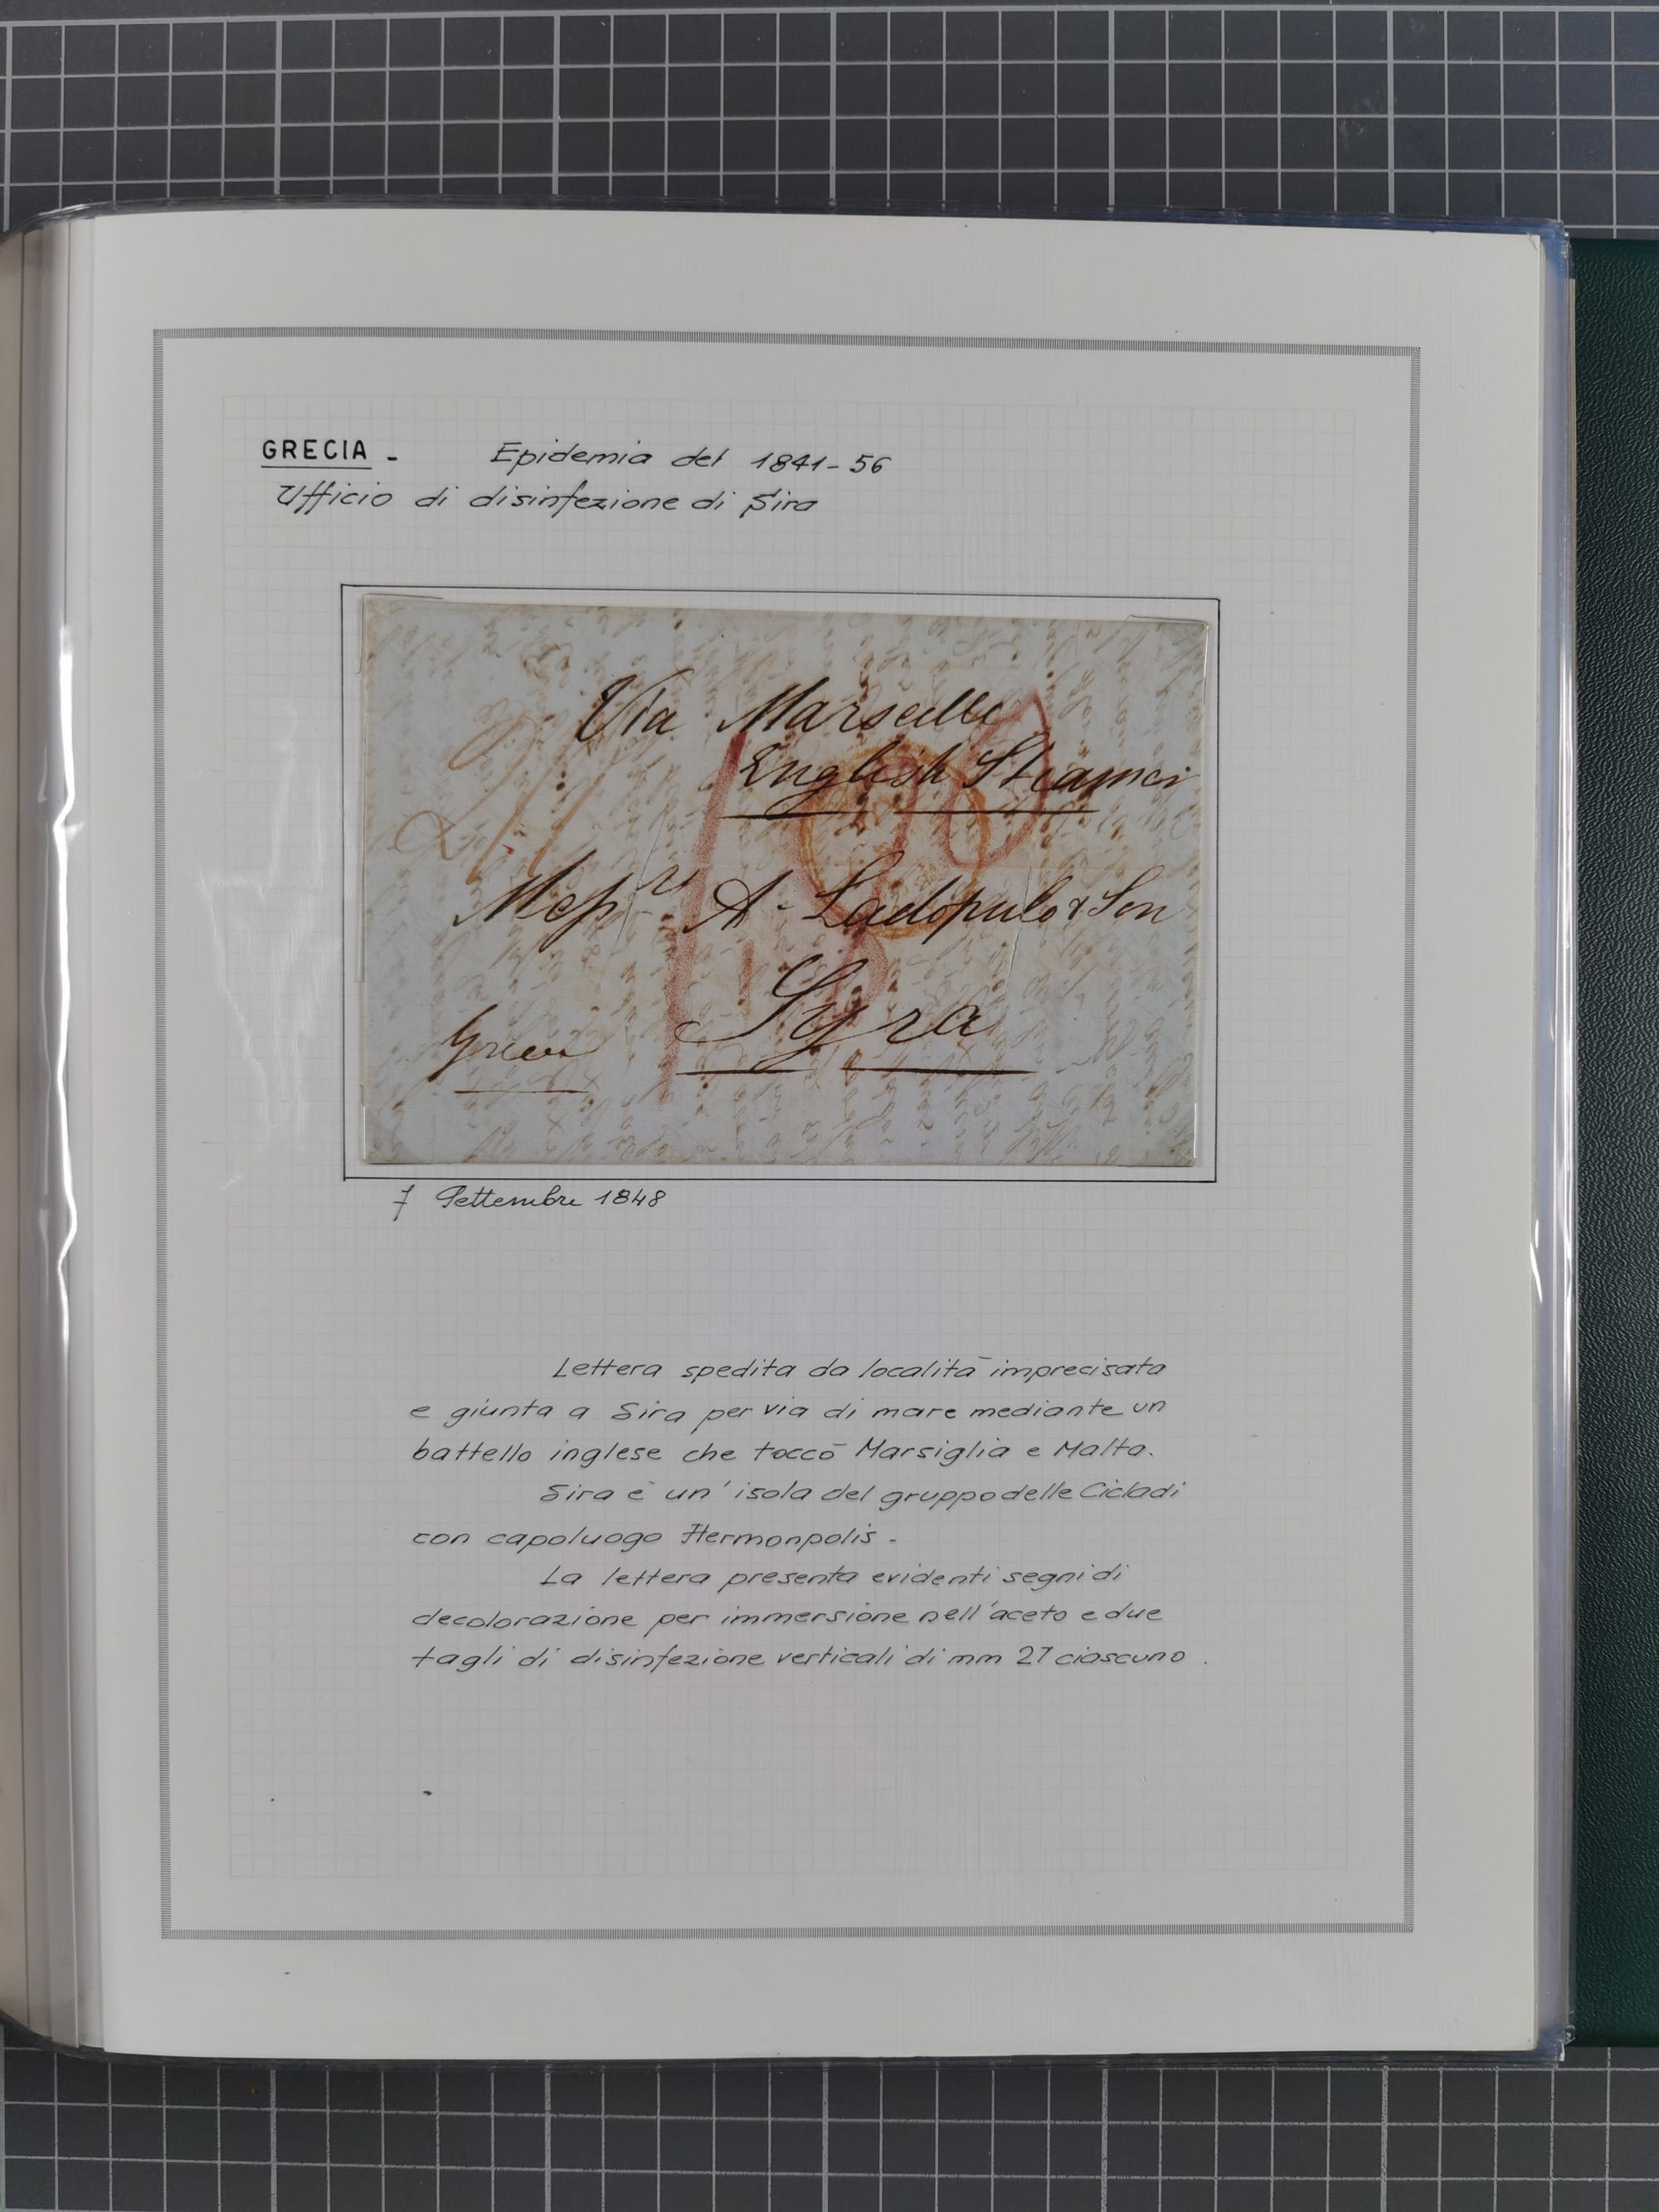 GRECIA - Epidemia del 1841-56
Ufficio di disinfezione di Sira
Via Marseille
English Steamer
Messrs A. Ladopulo & Son
Syra
7 Settembre 1848
Lettera spedita da località imprecisata
e giunta a Sira per via di mare mediante un
battello inglese che toccò Marsiglia e Malta.
Sira è un'isola del gruppo delle Cicladi
con capoluogo Hermonpolis -
La lettera presenta evidenti segni di
decolorazione per immersione nell'aceto e due
tagli di disinfezione verticali di mm 27 ciascuno.